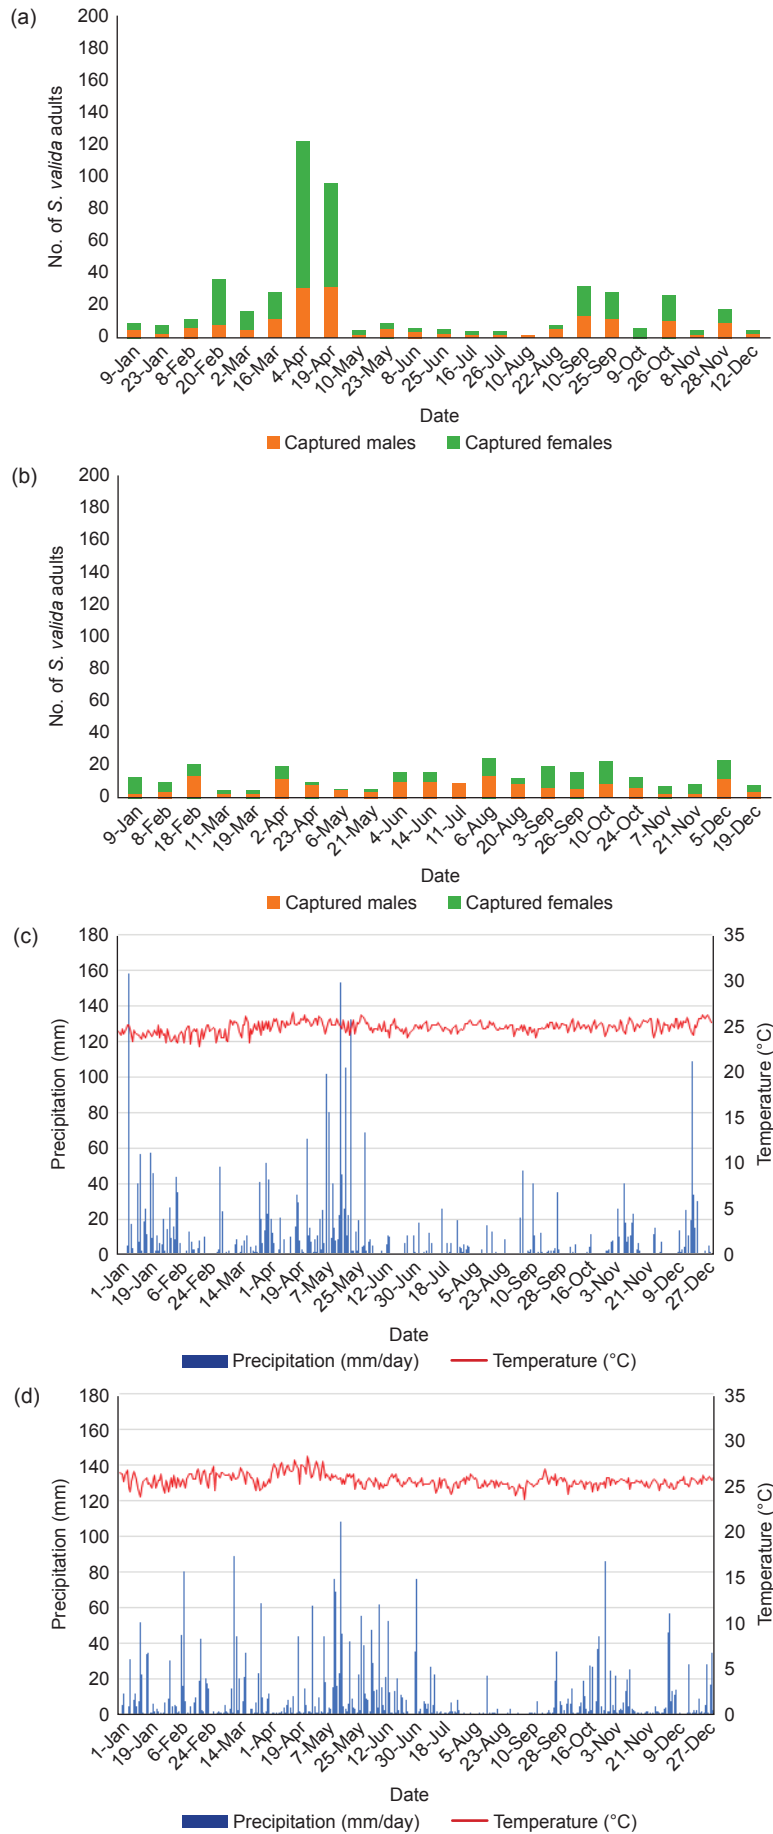 (a)
No. of S. valida adults
200
180
160
140
120
100
80
60
40
20
0
9-Jan
23-Jan
8-Feb
20-Feb
2-Mar
16-Mar
4-Apr
19-Apr
10-May
23-May
8-Jun
25-Jun
16-Jul
26-Jul
10-Aug
22-Aug
10-Sep
25-Sep
9-Oct
26-Oct
8-Nov
28-Nov
12-Dec
Date
Captured males Captured females
(b)
No. of S. valida adults
200
180
160
140
120
100
80
60
40
20
0
9-Jan
8-Feb
18-Feb
11-Mar
19-Mar
2-Apr
23-Apr
6-May
21-May
4-Jun
14-Jun
11-Jul
6-Aug
20-Aug
3-Sep
26-Sep
10-Oct
24-Oct
7-Nov
21-Nov
5-Dec
19-Dec
Date
Captured males Captured females
(c)
Precipitation (mm)
180
160
140
120
100
80
60
40
20
0
35
30
25
20
15
10
5
0
Temperature (°C)
1-Jan
19-Jan
6-Feb
24-Feb
14-Mar
1-Apr
19-Apr
7-May
25-May
12-Jun
30-Jun
18-Jul
5-Aug
23-Aug
10-Sep
28-Sep
16-Oct
3-Nov
21-Nov
9-Dec
27-Dec
Date
Precipitation (mm/day) Temperature (°C)
(d)
Precipitation (mm)
180
160
140
120
100
80
60
40
20
0
35
30
25
20
15
10
5
0
Temperature (°C)
1-Jan
19-Jan
6-Feb
24-Feb
14-Mar
1-Apr
19-Apr
7-May
25-May
12-Jun
30-Jun
18-Jul
5-Aug
23-Aug
10-Sep
28-Sep
16-Oct
3-Nov
21-Nov
9-Dec
27-Dec
Date
Precipitation (mm/day) Temperature (°C)